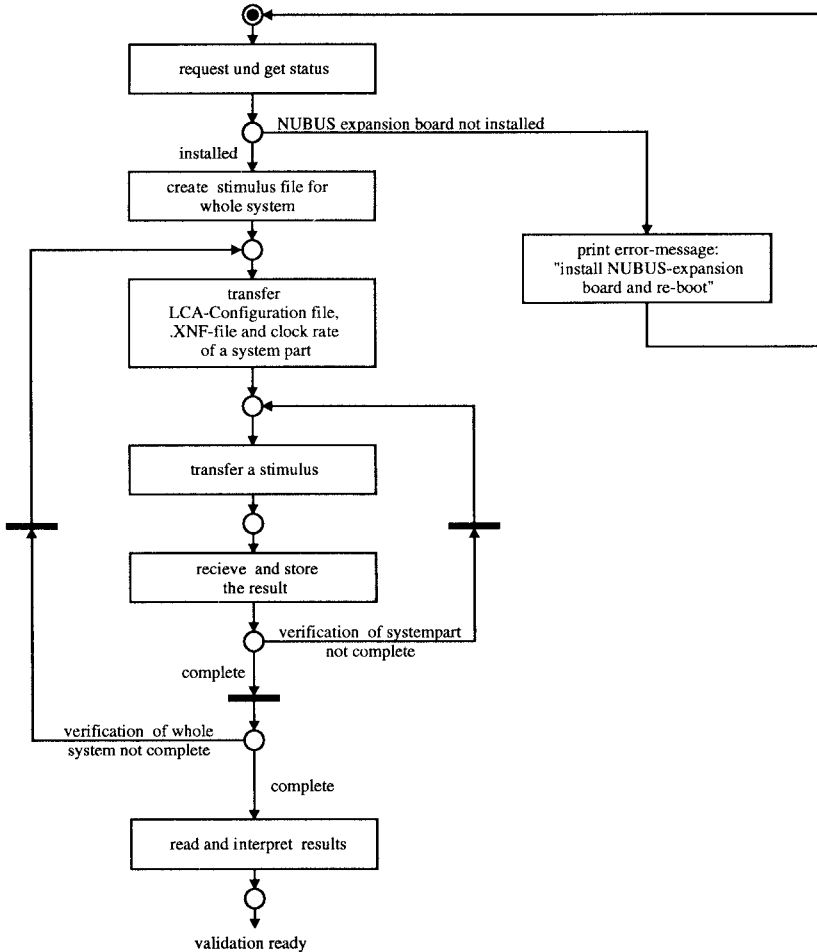 request und get status
NUBUS expansion board not installed
installed
create stimulus file for
whole system
print error-message:
"install NUBUS-expansion
board and re-boot"
transfer
LCA-Configuration file,
.XNF-file and clock rate
of a system part
transfer a stimulus
recieve and store
the result
verification of systempart
not complete
complete
verification of whole
system not complete
complete
read and interpret results
validation ready